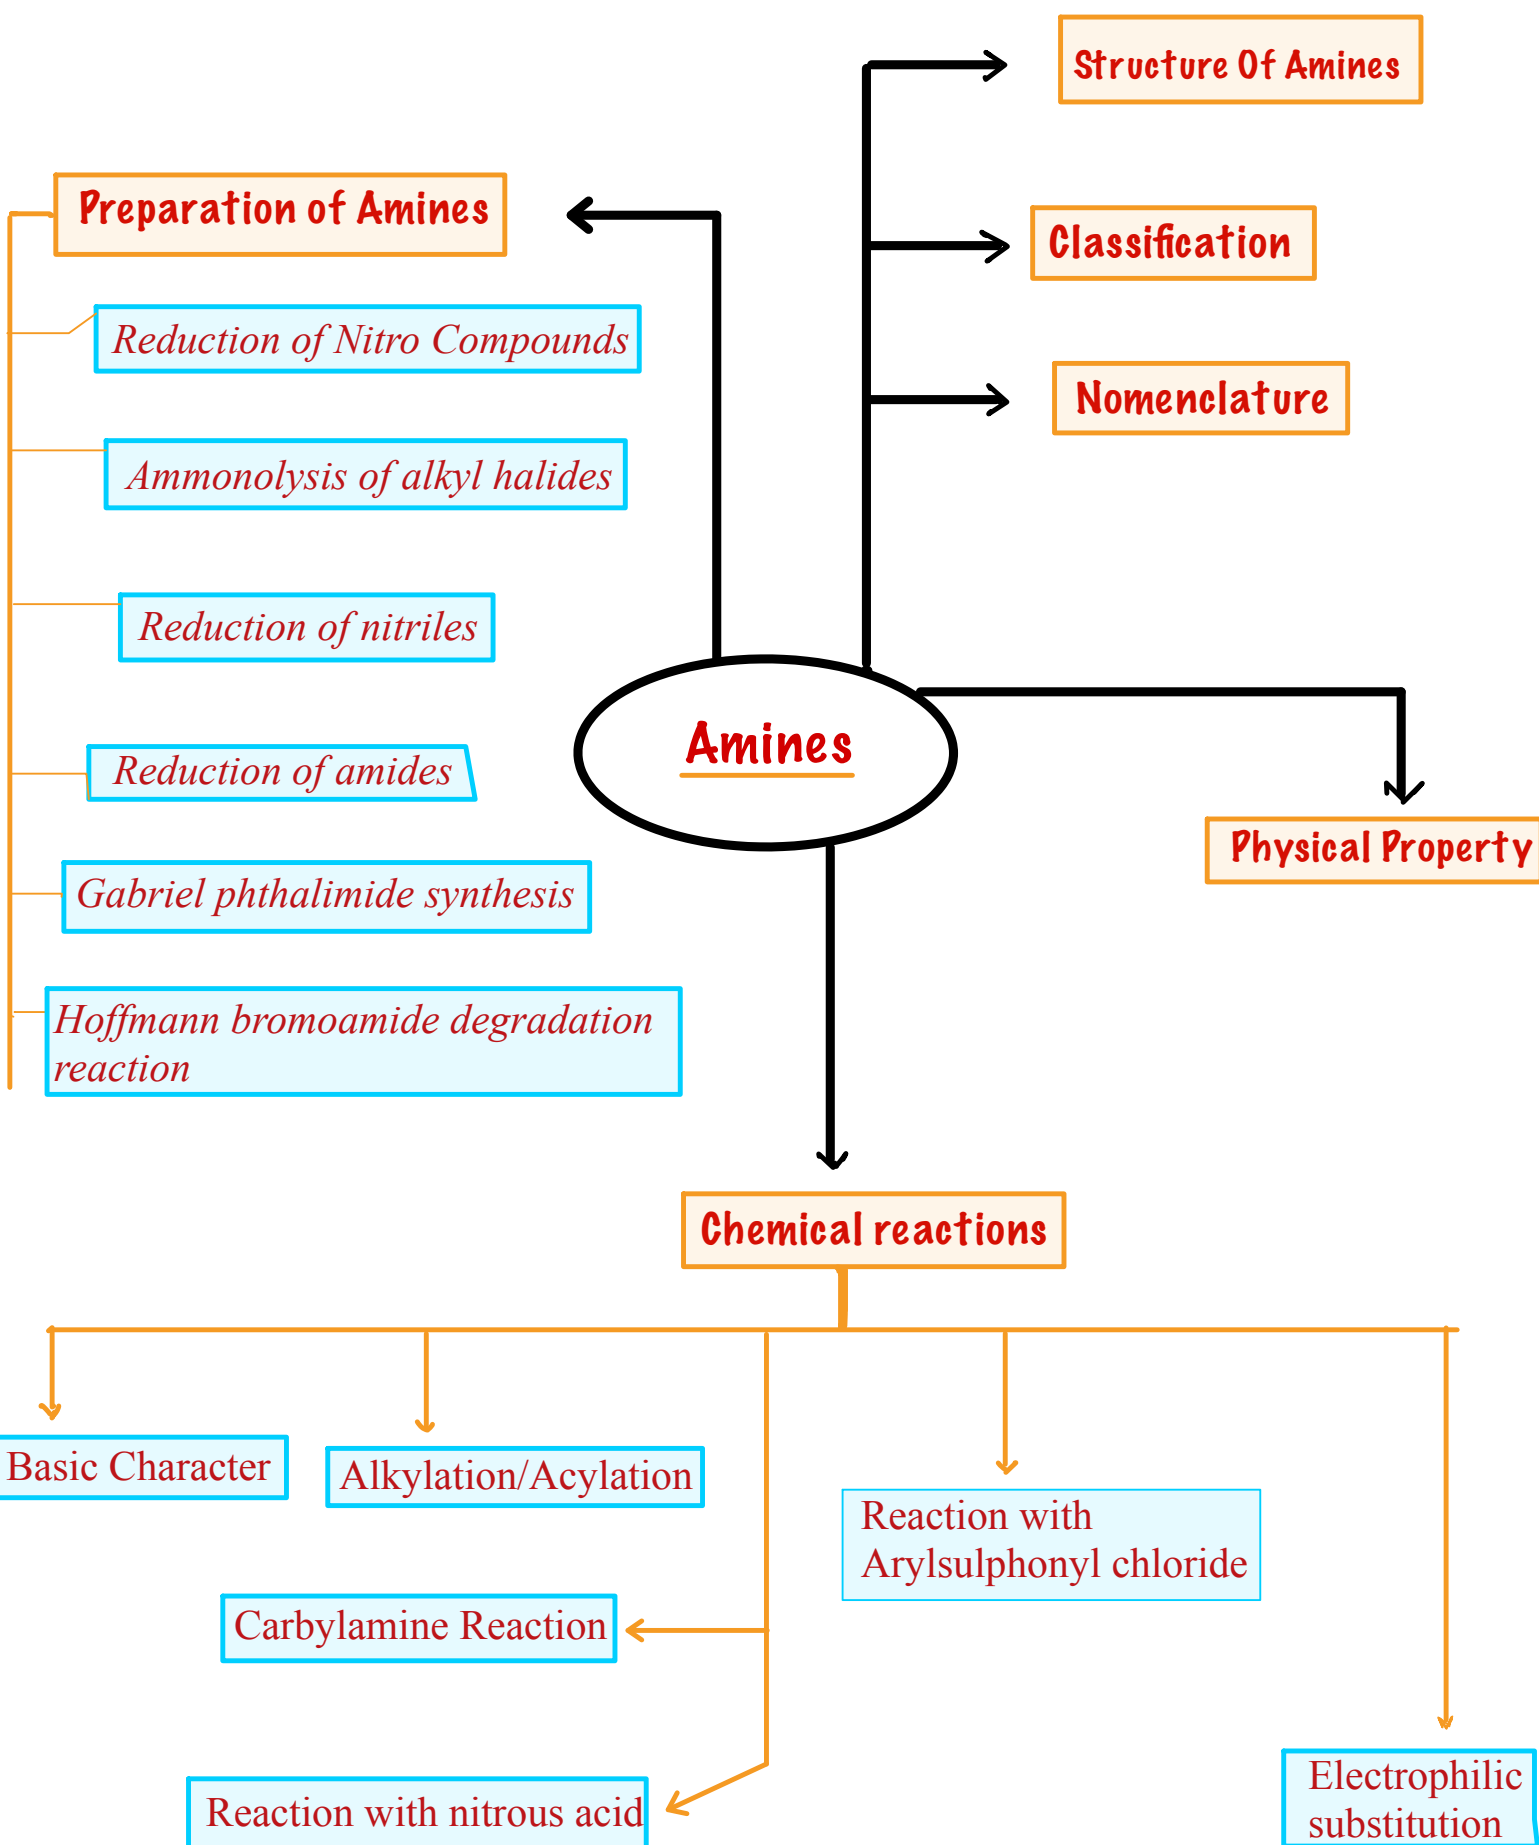 Structure Of Amines
Preparation of Amines
Classification
Reduction of Nitro Compounds
Nomenclature
Ammonolysis of alkyl halides
Reduction of nitriles
Amines
Reduction of amides
Physical Property
Gabriel phthalimide synthesis
Hoffmann bromoamide degradation
reaction
Chemical reactions
Basic Character
Alkylation/Acylation
Reaction with
Arylsulphonyl chloride
Carbylamine Reaction
Reaction with nitrous acid
Electrophilic
substitution